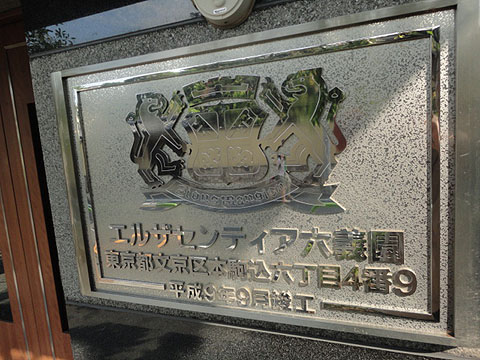 エルザセンティア六義園
東京都文京区本駒込六丁目4番9
平成9年9月竣工